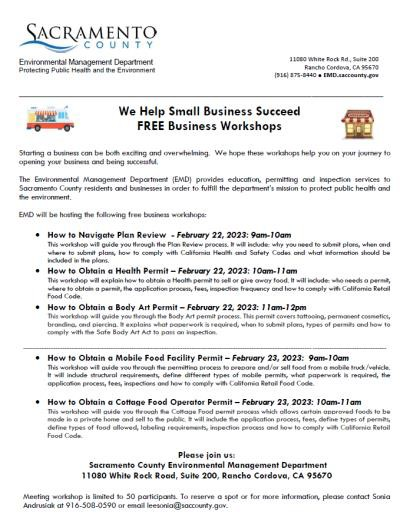 SACRAMENTO
COUNTY
Environmental Management Department
Protecting Public Health and the Environment
11080 White Rock Rd., Suite 200
Rancho Cordova, CA 95670
(916) 875-8440 ● EMD.saccounty.gov
We Help Small Business Succeed
FREE Business Workshops
Starting a business can be both exciting and overwhelming. We hope these workshops help you on your journey to
opening your business and being successful.
The Environmental Management Department (EMD) provides education, permitting and inspection services to
Sacramento County residents and businesses in order to fulfill the department's mission to protect public health and
the environment.
EMD will be hosting the following free business workshops:
• How to Navigate Plan Review - February 22, 2023: 9am-10am
This workshop will guide you through the Plan Review process. It will include: why you need to submit plans, when and
where to submit plans, how to comply with California Health and Safety Codes and what information should be
included in the plans.
• How to Obtain a Health Permit – February 22, 2023: 10am-11am
This workshop will explain how to obtain a Health permit to sell or give away food. It will include: who needs a permit,
where to obtain a permit, the application process, fees, inspection frequency and how to comply with California Retail
Food Code.
• How to Obtain a Body Art Permit – February 22, 2023: 11am-12pm
This workshop will guide you through the Body Art permit process. This permit covers tattooing, permanent cosmetics,
branding, and piercing. It explains what paperwork is required, when to submit plans, types of permits and how to
comply with the Safe Body Art Act to pass an inspection.
• How to Obtain a Mobile Food Facility Permit – February 23, 2023: 9am-10am
This workshop will guide you through the permitting process to prepare and/or sell food from a mobile truck/vehicle.
It will include structural requirements, define different types of mobile permits, what paperwork is required, the
application process, fees, inspections and how to comply with California Retail Food Code.
• How to Obtain a Cottage Food Operator Permit – February 23, 2023: 10am-11am
This workshop will guide you through the Cottage Food permit process which allows certain approved foods to be
made in a private home and sell to the public. It will include the application process, fees, define types of permits,
define types of food allowed, labeling requirements, inspection process and how to comply with California Retail
Food Code.
Please join us:
Sacramento County Environmental Management Department
11080 White Rock Road, Suite 200, Rancho Cordova, CA 95670
Meeting workshop is limited to 50 participants. To reserve a spot or for more information, please contact Sonia
Andrusiak at 916-508-0590 or email leesonia@saccounty.gov.